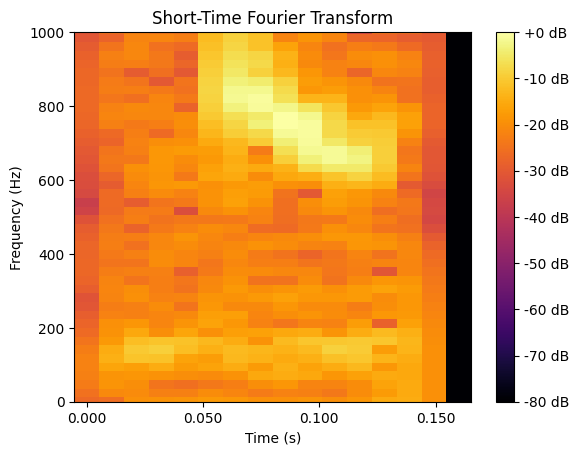 Short-Time Fourier Transform
1000
800
600
400
200
0
Frequency (Hz)
0.000
0.050
0.100
0.150
Time (s)
+0 dB
-10 dB
-20 dB
-30 dB
-40 dB
-50 dB
-60 dB
-70 dB
-80 dB